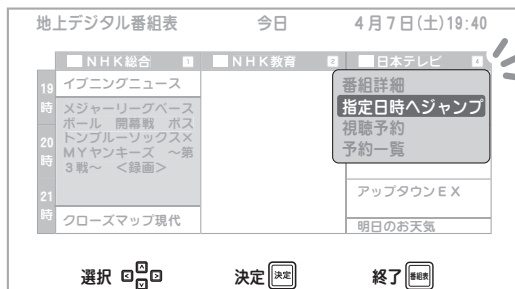 地上デジタル番組表 今日 4月7日(土)19:40
NHK総合 1 NHK教育 2 日本テレビ 4
19時
イブニングニュース
メジャーリーグベース
ボール 開幕戦 ボス
トンブルーソックス×
MYヤンキーズ ～第
3戦～ <録画>
20時
21時
クローズマップ現代
番組詳細
指定日時へジャンプ
視聴予約
予約一覧
アップタウンEX
明日のお天気
選択 決定 決定 終了 番組表